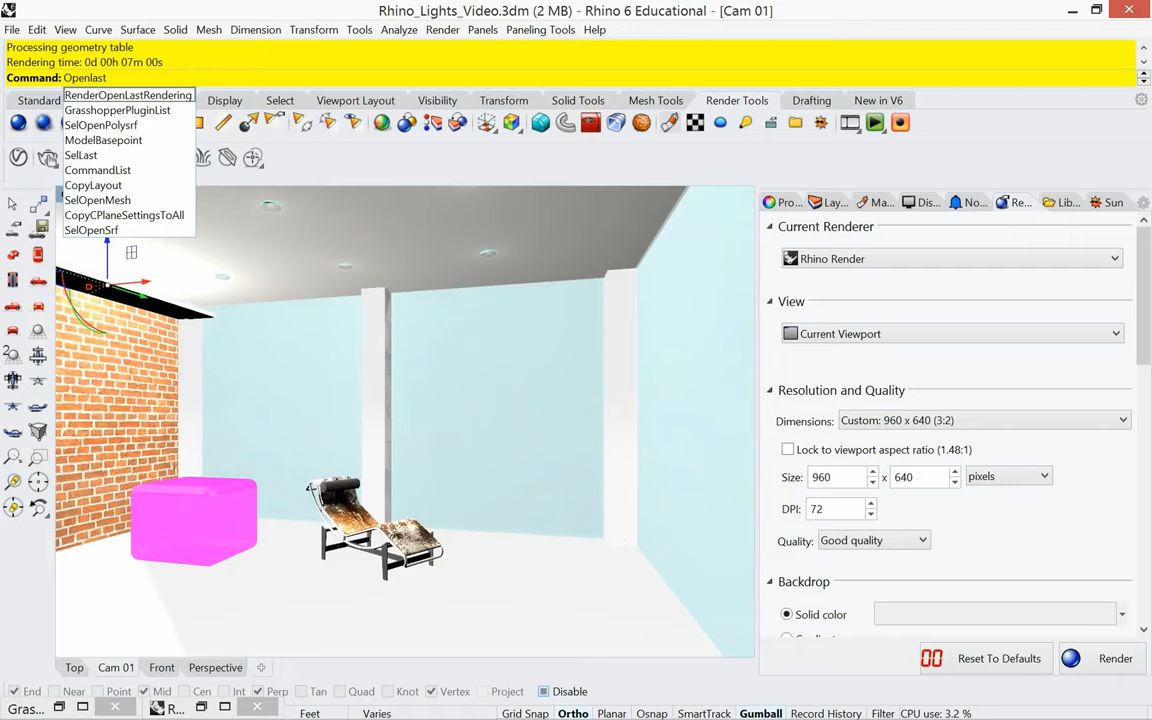 Rhino_Lights_Video.3dm (2 MB) - Rhino 6 Educational - [Cam 01]
File Edit View Curve Surface Solid Mesh Dimension Transform Tools Analyze Render Panels Paneling Tools Help
Processing geometry table
Rendering time: 0d 00h 07m 00s
Command: Openlast
RenderOpenLastRendering
GrasshopperPluginList
SelOpenPolysrf
ModelBasepoint
SelLast
CommandList
CopyLayout
SelOpenMesh
CopyCPlaneSettingsToAll
SelOpenSrf
Standard Display Select Viewport Layout Visibility Transform Solid Tools Mesh Tools Render Tools Drafting New in V6
Pro... Lay... Ma... Dis... No... Re... Lib... Sun
Current Renderer
Rhino Render
View
Current Viewport
Resolution and Quality
Dimensions: Custom: 960 x 640 (3:2)
Lock to viewport aspect ratio (1.48:1)
Size: 960 x 640 pixels
DPI: 72
Quality: Good quality
Backdrop
Solid color
Reset To Defaults Render
Top Cam 01 Front Perspective
End Near Point Mid Cen Int Perp Tan Quad Knot Vertex Project Disable
Gras... R...
Feet Varies Grid Snap Ortho Planar Osnap SmartTrack Gumball Record History Filter CPU use: 3.2 %